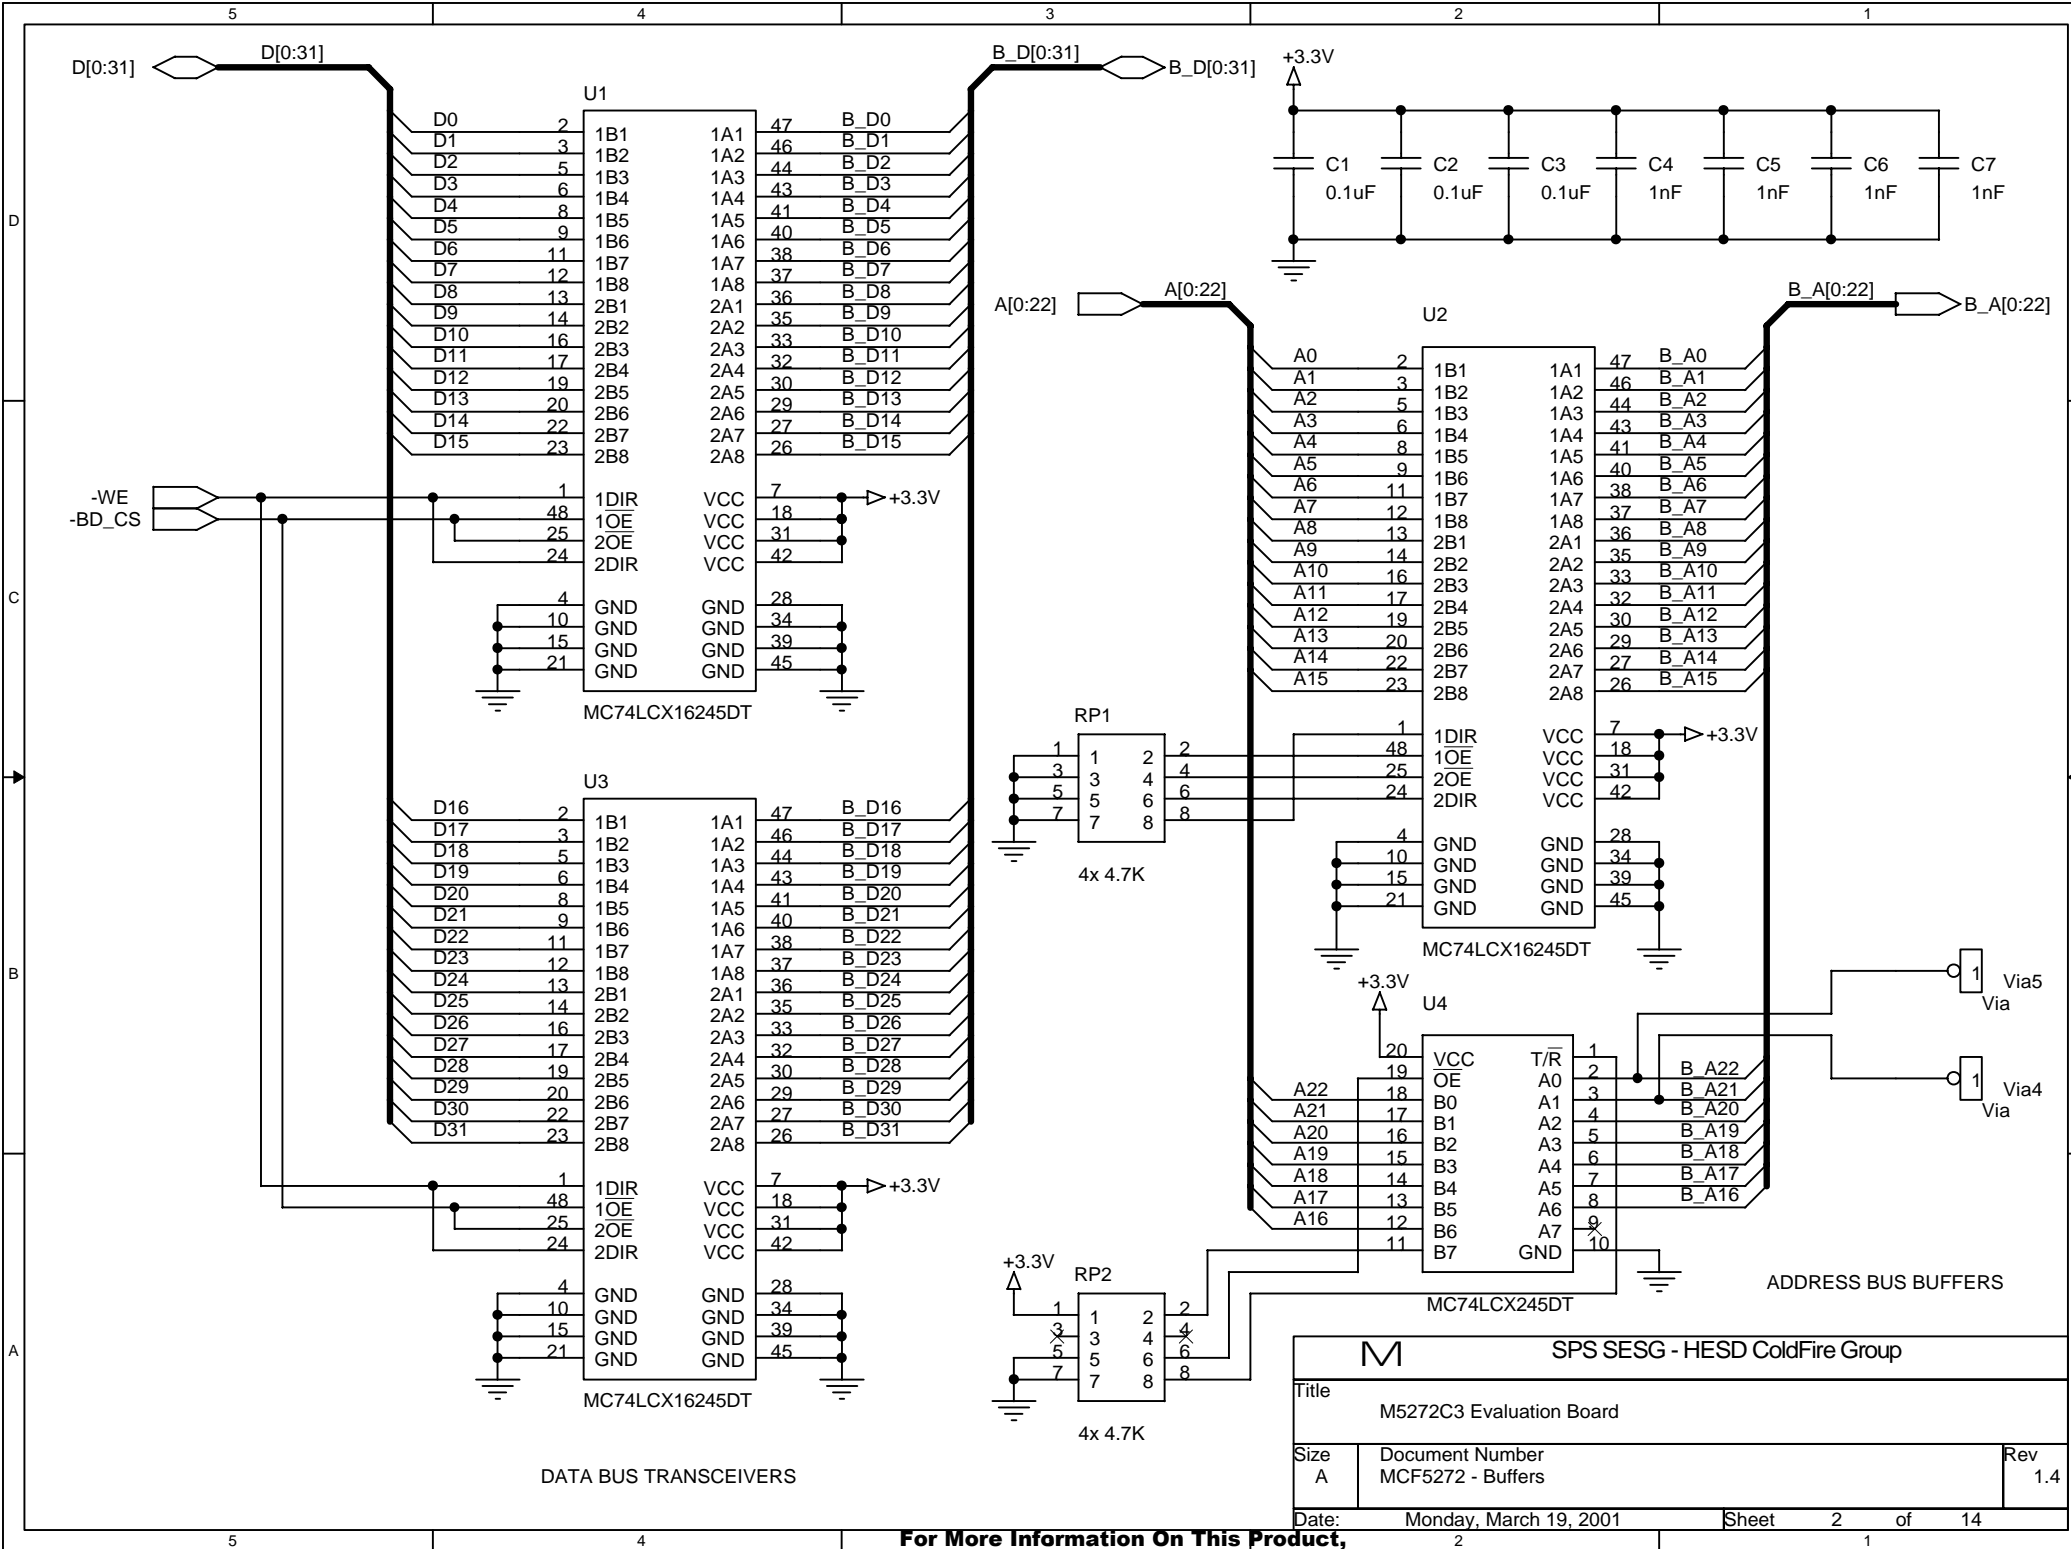 5 4 3 2 1
D[0:31] D[0:31] B_D[0:31] B_D[0:31]
U1
D0 2 1B1 1A1 47 B_D0
D1 3 1B2 1A2 46 B_D1
D2 5 1B3 1A3 44 B_D2
D3 6 1B4 1A4 43 B_D3
D4 8 1B5 1A5 41 B_D4
D5 9 1B6 1A6 40 B_D5
D6 11 1B7 1A7 38 B_D6
D7 12 1B8 1A8 37 B_D7
D8 13 2B1 2A1 36 B_D8
D9 14 2B2 2A2 35 B_D9
D10 16 2B3 2A3 33 B_D10
D11 17 2B4 2A4 32 B_D11
D12 19 2B5 2A5 30 B_D12
D13 20 2B6 2A6 29 B_D13
D14 22 2B7 2A7 27 B_D14
D15 23 2B8 2A8 26 B_D15
-WE 1 1DIR VCC 7 +3.3V
-BD_CS 48 1OE VCC 18
25 2OE VCC 31
24 2DIR VCC 42
4 GND GND 28
10 GND GND 34
15 GND GND 39
21 GND GND 45
MC74LCX16245DT
U3
D16 2 1B1 1A1 47 B_D16
D17 3 1B2 1A2 46 B_D17
D18 5 1B3 1A3 44 B_D18
D19 6 1B4 1A4 43 B_D19
D20 8 1B5 1A5 41 B_D20
D21 9 1B6 1A6 40 B_D21
D22 11 1B7 1A7 38 B_D22
D23 12 1B8 1A8 37 B_D23
D24 13 2B1 2A1 36 B_D24
D25 14 2B2 2A2 35 B_D25
D26 16 2B3 2A3 33 B_D26
D27 17 2B4 2A4 32 B_D27
D28 19 2B5 2A5 30 B_D28
D29 20 2B6 2A6 29 B_D29
D30 22 2B7 2A7 27 B_D30
D31 23 2B8 2A8 26 B_D31
1 1DIR VCC 7 +3.3V
48 1OE VCC 18
25 2OE VCC 31
24 2DIR VCC 42
4 GND GND 28
10 GND GND 34
15 GND GND 39
21 GND GND 45
MC74LCX16245DT
DATA BUS TRANSCEIVERS
+3.3V
C1 C2 C3 C4 C5 C6 C7
0.1uF 0.1uF 0.1uF 1nF 1nF 1nF 1nF
A[0:22] A[0:22] B_A[0:22] B_A[0:22]
U2
A0 2 1B1 1A1 47 B_A0
A1 3 1B2 1A2 46 B_A1
A2 5 1B3 1A3 44 B_A2
A3 6 1B4 1A4 43 B_A3
A4 8 1B5 1A5 41 B_A4
A5 9 1B6 1A6 40 B_A5
A6 11 1B7 1A7 38 B_A6
A7 12 1B8 1A8 37 B_A7
A8 13 2B1 2A1 36 B_A8
A9 14 2B2 2A2 35 B_A9
A10 16 2B3 2A3 33 B_A10
A11 17 2B4 2A4 32 B_A11
A12 19 2B5 2A5 30 B_A12
A13 20 2B6 2A6 29 B_A13
A14 22 2B7 2A7 27 B_A14
A15 23 2B8 2A8 26 B_A15
1 1DIR VCC 7 +3.3V
48 1OE VCC 18
25 2OE VCC 31
24 2DIR VCC 42
4 GND GND 28
10 GND GND 34
15 GND GND 39
21 GND GND 45
MC74LCX16245DT
RP1
1 1 2 2
3 3 4 4
5 5 6 6
7 7 8 8
4x 4.7K
+3.3V
U4
20 VCC T/R 1
19 OE A0 2 B_A22
A22 18 B0 A1 3 B_A21
A21 17 B1 A2 4 B_A20
A20 16 B2 A3 5 B_A19
A19 15 B3 A4 6 B_A18
A18 14 B4 A5 7 B_A17
A17 13 B5 A6 8 B_A16
A16 12 B6 A7 9
11 B7 GND 10
MC74LCX245DT
1 Via5
Via
1 Via4
Via
+3.3V
RP2
1 1 2 2
3 3 4 4
5 5 6 6
7 7 8 8
4x 4.7K
ADDRESS BUS BUFFERS
D
C
B
A
M SPS SESG - HESD ColdFire Group
Title
M5272C3 Evaluation Board
Size Document Number Rev
A MCF5272 - Buffers 1.4
Date: Monday, March 19, 2001 Sheet 2 of 14
5 4 2 1
For More Information On This Product,